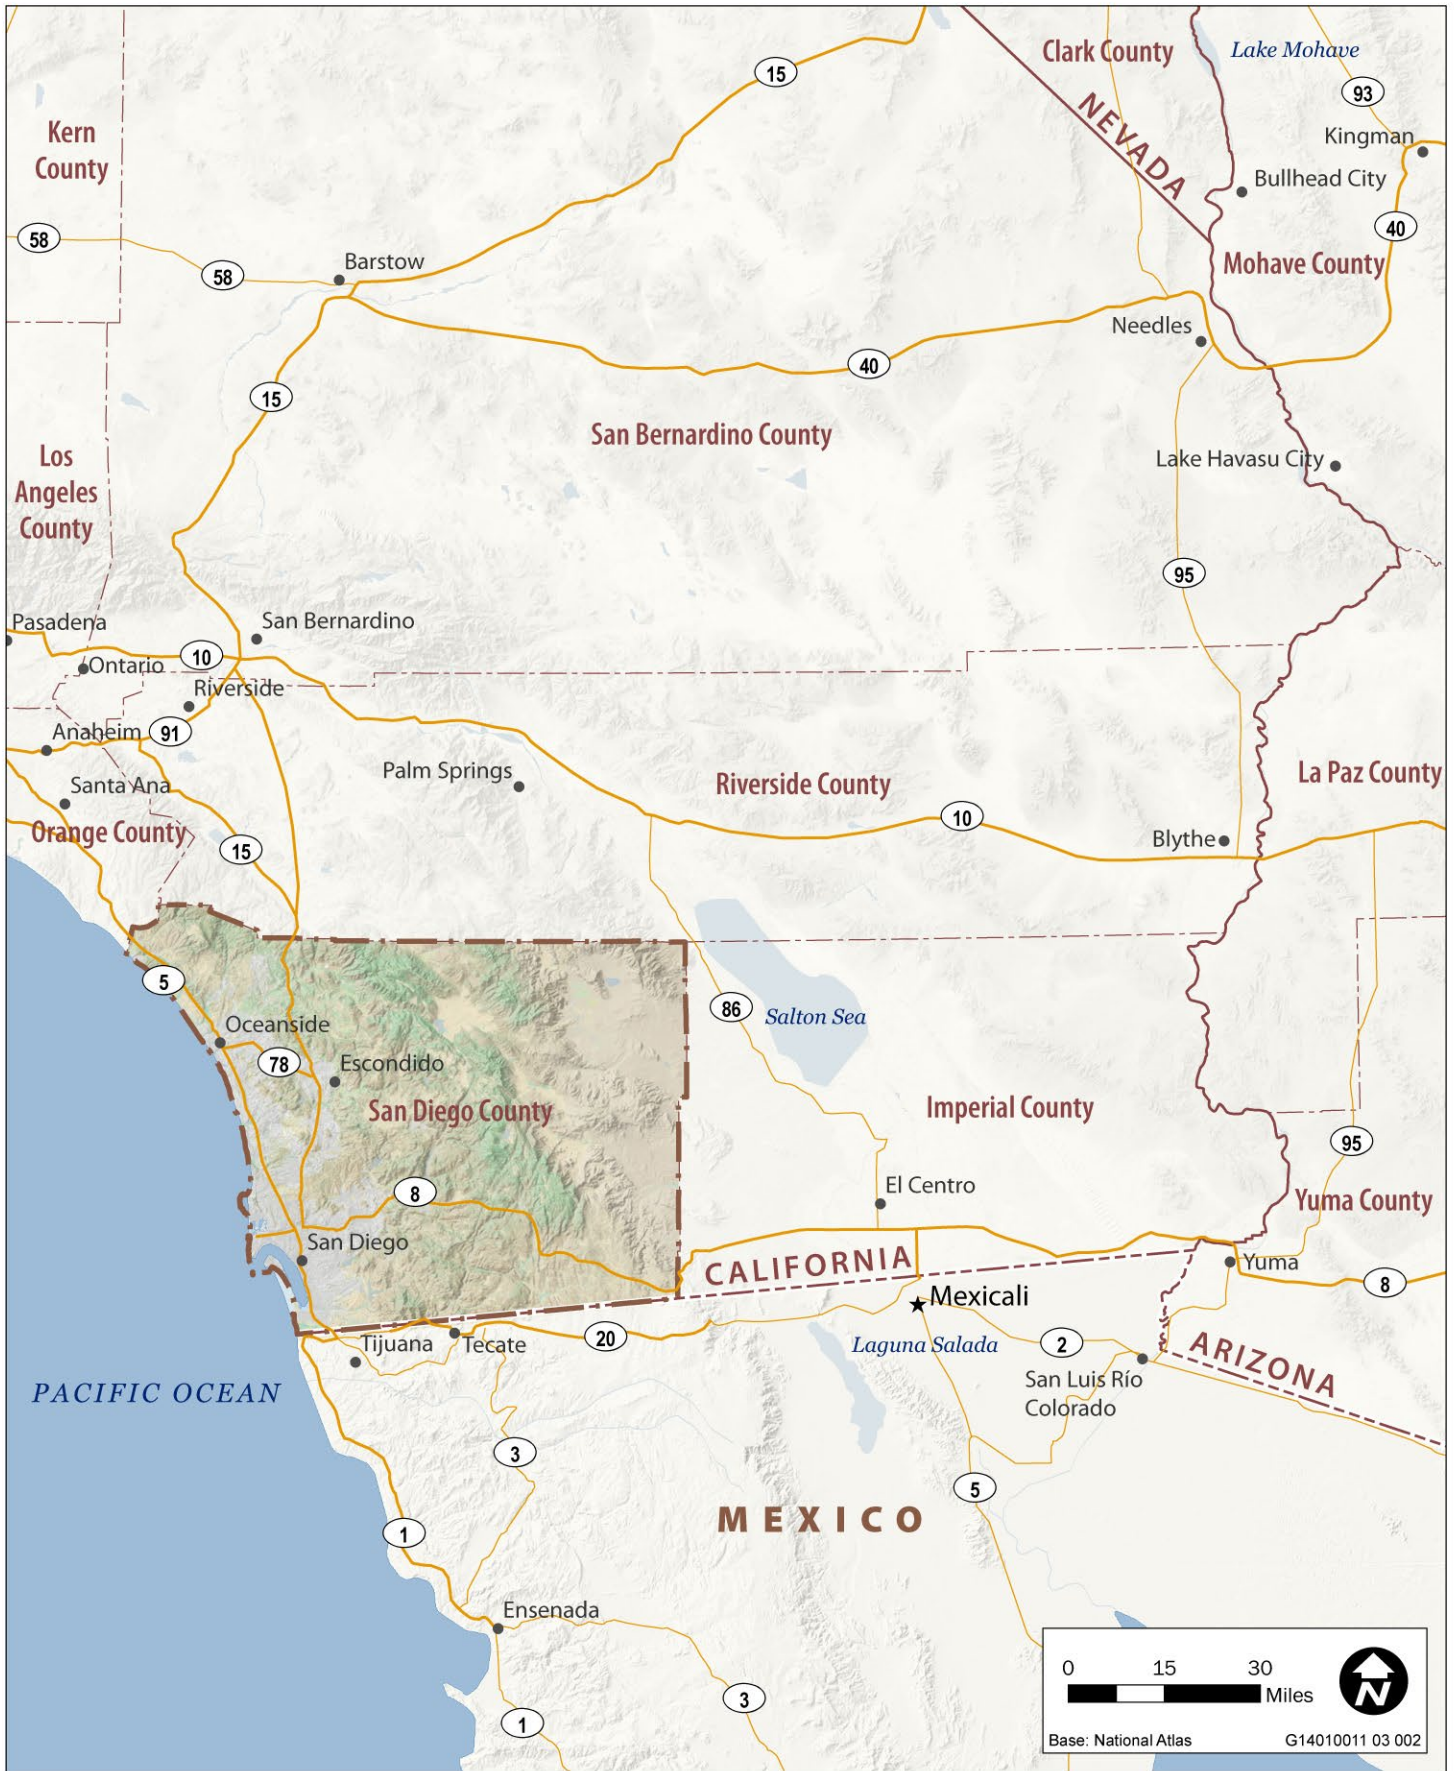 15
Clark County
Lake Mohave
93
NEVADA
Kern
County
Kingman
Bullhead City
58
40
58
Barstow
Mohave County
Needles
40
15
San Bernardino County
Los
Angeles
County
Lake Havasu City
95
Pasadena
San Bernardino
10
Ontario
Riverside
91
Anaheim
Palm Springs
Riverside County
La Paz County
Santa Ana
Orange County
10
15
Blythe
5
86
Salton Sea
Oceanside
78
Escondido
San Diego County
Imperial County
95
8
El Centro
Yuma County
San Diego
CALIFORNIA
Yuma
8
Mexicali
Tijuana
Tecate
20
Laguna Salada
2
ARIZONA
San Luis Río
Colorado
PACIFIC OCEAN
3
5
MEXICO
1
Ensenada
3
1
0 15 30
Miles
N
Base: National Atlas
G14010011 03 002